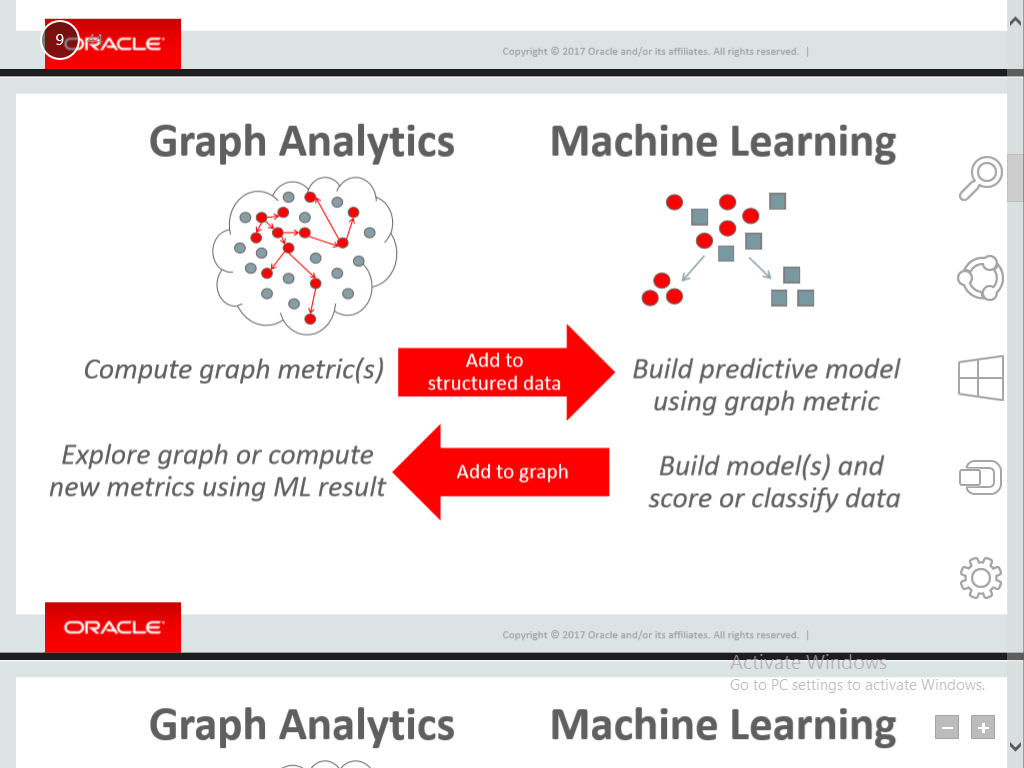 9
44
ORACLE
Copyright © 2017 Oracle and/or its affiliates. All rights reserved. |
Graph Analytics
Machine Learning
Compute graph metric(s)
Add to
structured data
Build predictive model
using graph metric
Explore graph or compute
new metrics using ML result
Add to graph
Build model(s) and
score or classify data
ORACLE
Copyright © 2017 Oracle and/or its affiliates. All rights reserved. |
Activate Windows
Go to PC settings to activate Windows.
Graph Analytics
Machine Learning